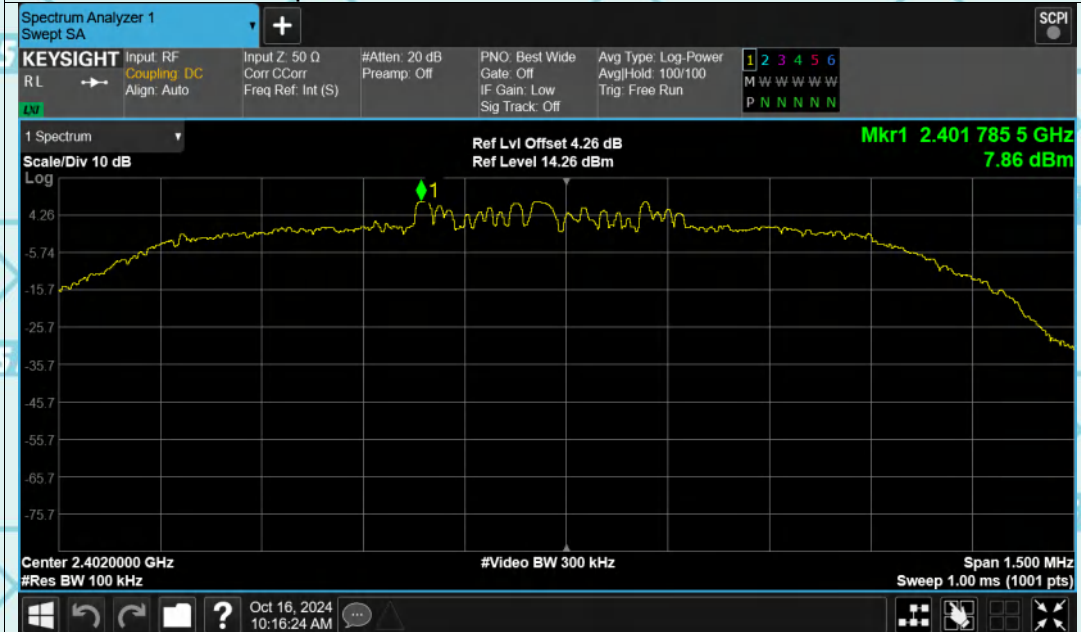 Spectrum Analyzer 1
Swept SA
+
SCPI
KEYSIGHT
RL
LXI
Input: RF
Coupling: DC
Align: Auto
Input Z: 50 Ω
Corr CCorr
Freq Ref: Int (S)
#Atten: 20 dB
Preamp: Off
PNO: Best Wide
Gate: Off
IF Gain: Low
Sig Track: Off
Avg Type: Log-Power
Avg|Hold: 100/100
Trig: Free Run
1 2 3 4 5 6
M W W W W W
P N N N N N
1 Spectrum
Scale/Div 10 dB
Log
Ref Lvl Offset 4.26 dB
Ref Level 14.26 dBm
Mkr1 2.401 785 5 GHz
7.86 dBm
1
4.26
-5.74
-15.7
-25.7
-35.7
-45.7
-55.7
-65.7
-75.7
Center 2.4020000 GHz
#Res BW 100 kHz
#Video BW 300 kHz
Span 1.500 MHz
Sweep 1.00 ms (1001 pts)
?
Oct 16, 2024
10:16:24 AM